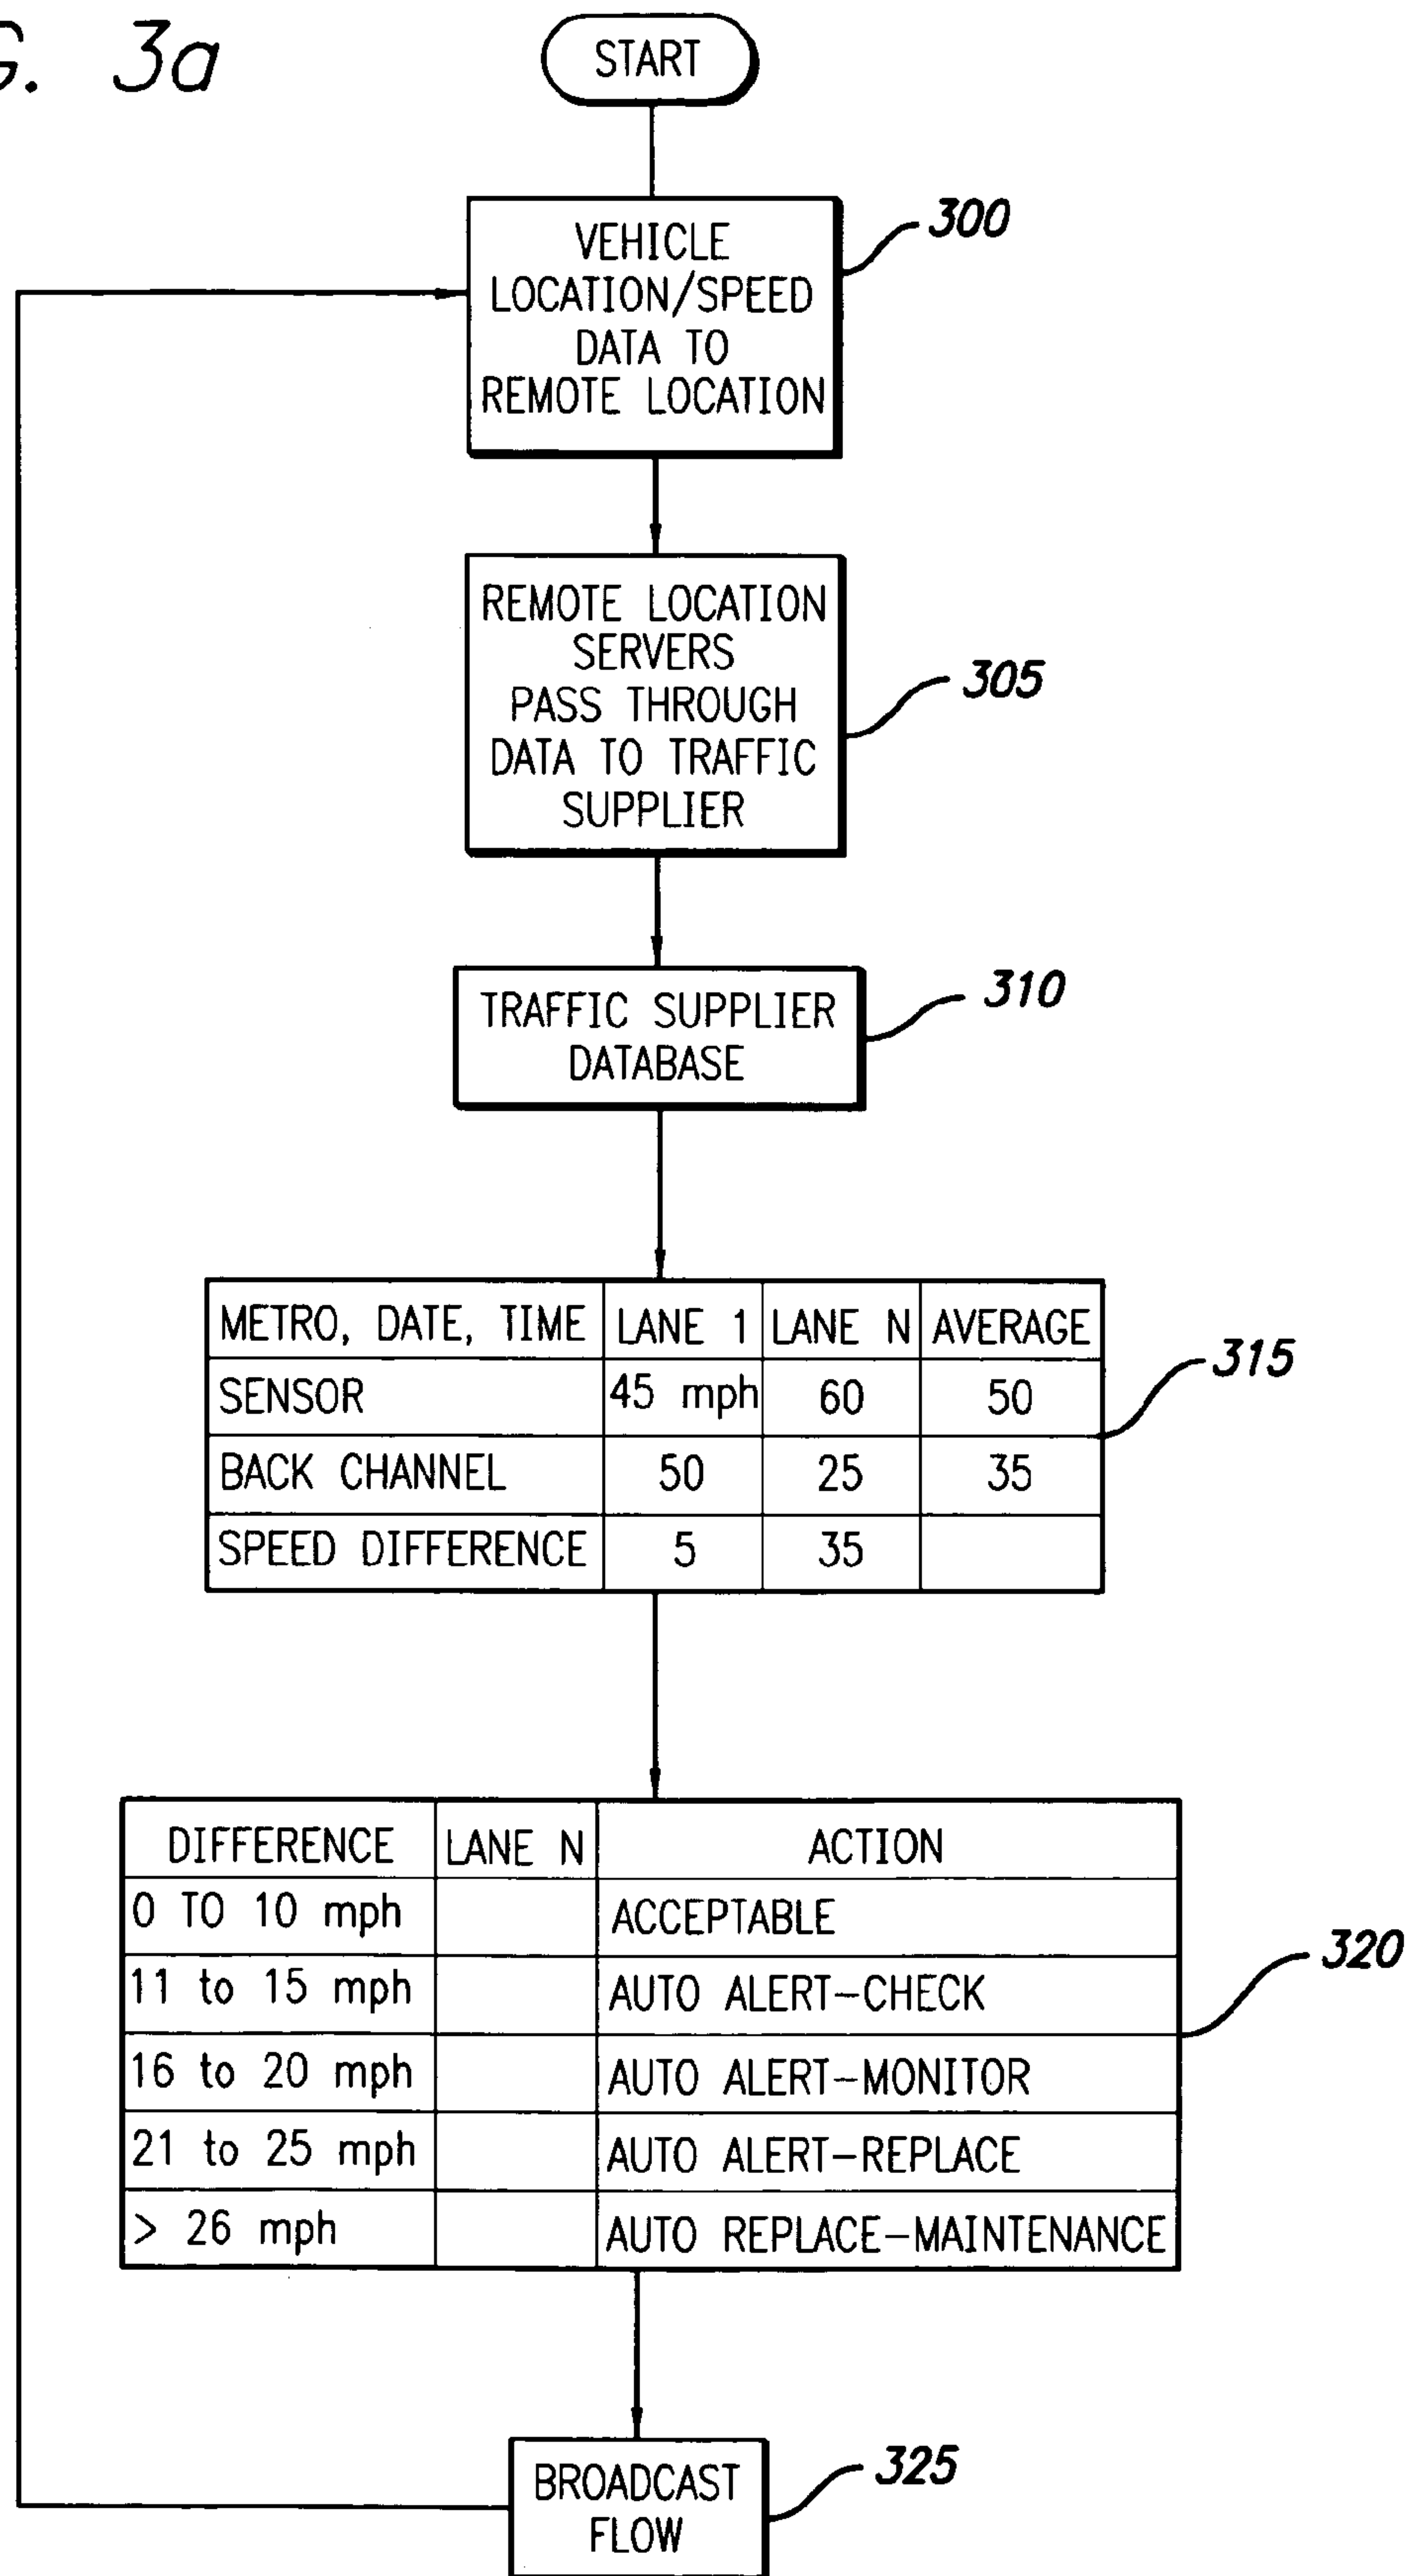 G. 3a
START
VEHICLE
LOCATION/SPEED
DATA TO
REMOTE LOCATION
300
REMOTE LOCATION
SERVERS
PASS THROUGH
DATA TO TRAFFIC
SUPPLIER
305
TRAFFIC SUPPLIER
DATABASE
310
METRO, DATE, TIME LANE 1 LANE N AVERAGE
SENSOR 45 mph 60 50
BACK CHANNEL 50 25 35
SPEED DIFFERENCE 5 35
315
DIFFERENCE LANE N ACTION
0 TO 10 mph ACCEPTABLE
11 to 15 mph AUTO ALERT-CHECK
16 to 20 mph AUTO ALERT-MONITOR
21 to 25 mph AUTO ALERT-REPLACE
> 26 mph AUTO REPLACE-MAINTENANCE
320
BROADCAST
FLOW
325